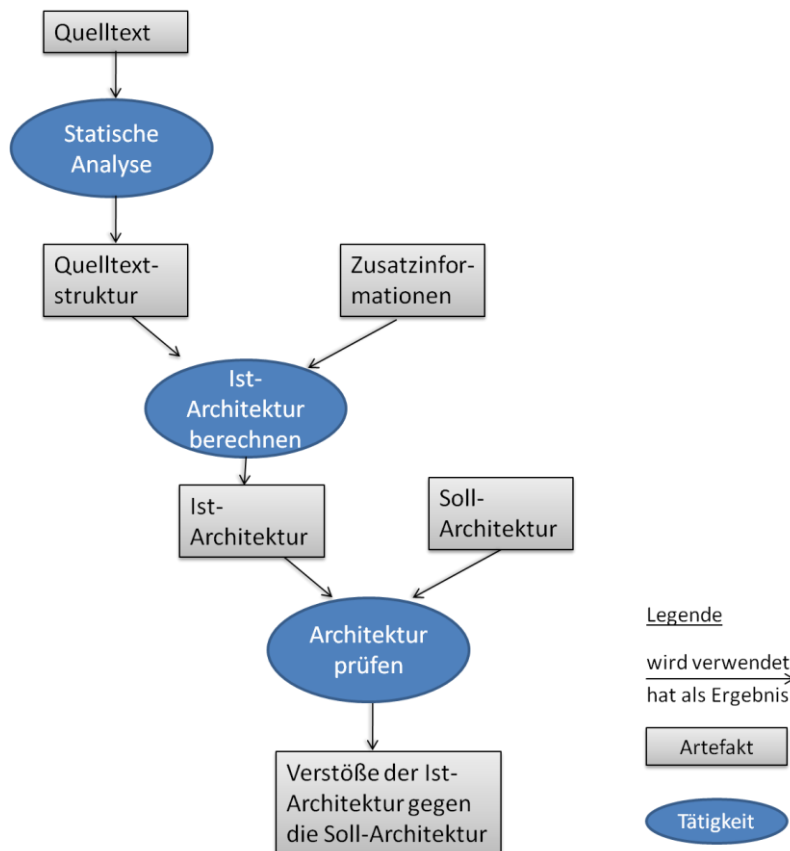 Quelltext
Statische
Analyse
Quelltext-
struktur
Zusatzinfor-
mationen
Ist-
Architektur
berechnen
Ist-
Architektur
Soll-
Architektur
Architektur
prüfen
Verstöße der Ist-
Architektur gegen
die Soll-Architektur
Legende
wird verwendet
hat als Ergebnis
Artefakt
Tätigkeit